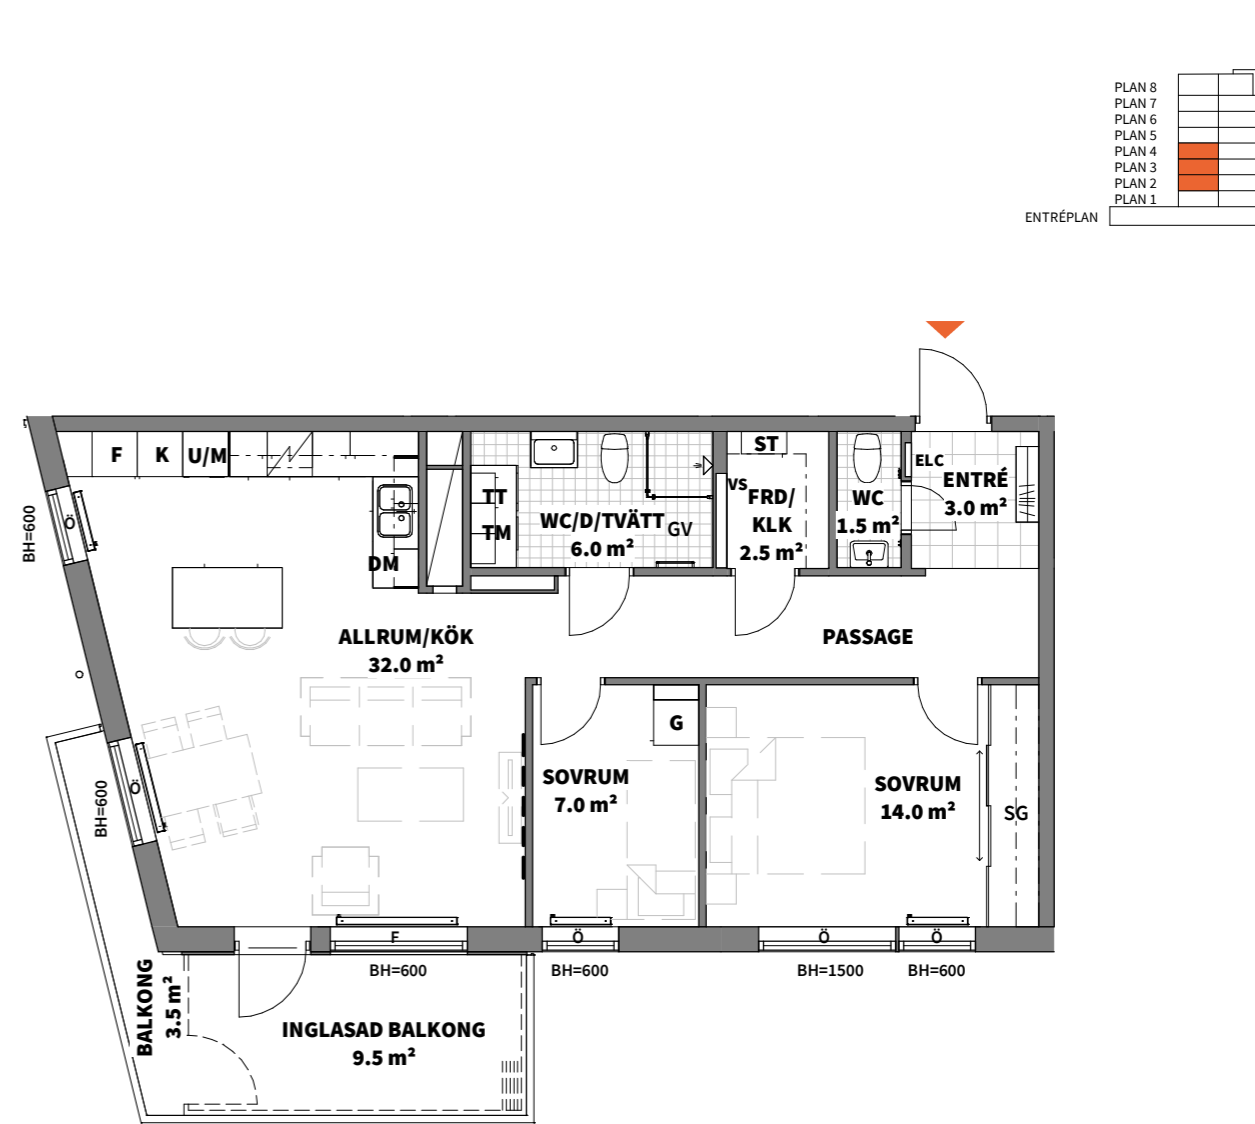 PLAN 8
PLAN 7
PLAN 6
PLAN 5
PLAN 4
PLAN 3
PLAN 2
PLAN 1
ENTRÉPLAN
F
K
U/M
ST
ELC
ENTRÉ
3.0 m²
VS
FRD/
KLK
2.5 m²
WC
1.5 m²
TT
TM
WC/D/TVÄTT
6.0 m²
GV
BH=600
Ö
DM
ALLRUM/KÖK
32.0 m²
PASSAGE
G
SOVRUM
7.0 m²
SOVRUM
14.0 m²
SG
BH=600
Ö
F
Ö
Ö
Ö
BH=600
BH=600
BH=1500
BH=600
BALKONG
3.5 m²
INGLASAD BALKONG
9.5 m²